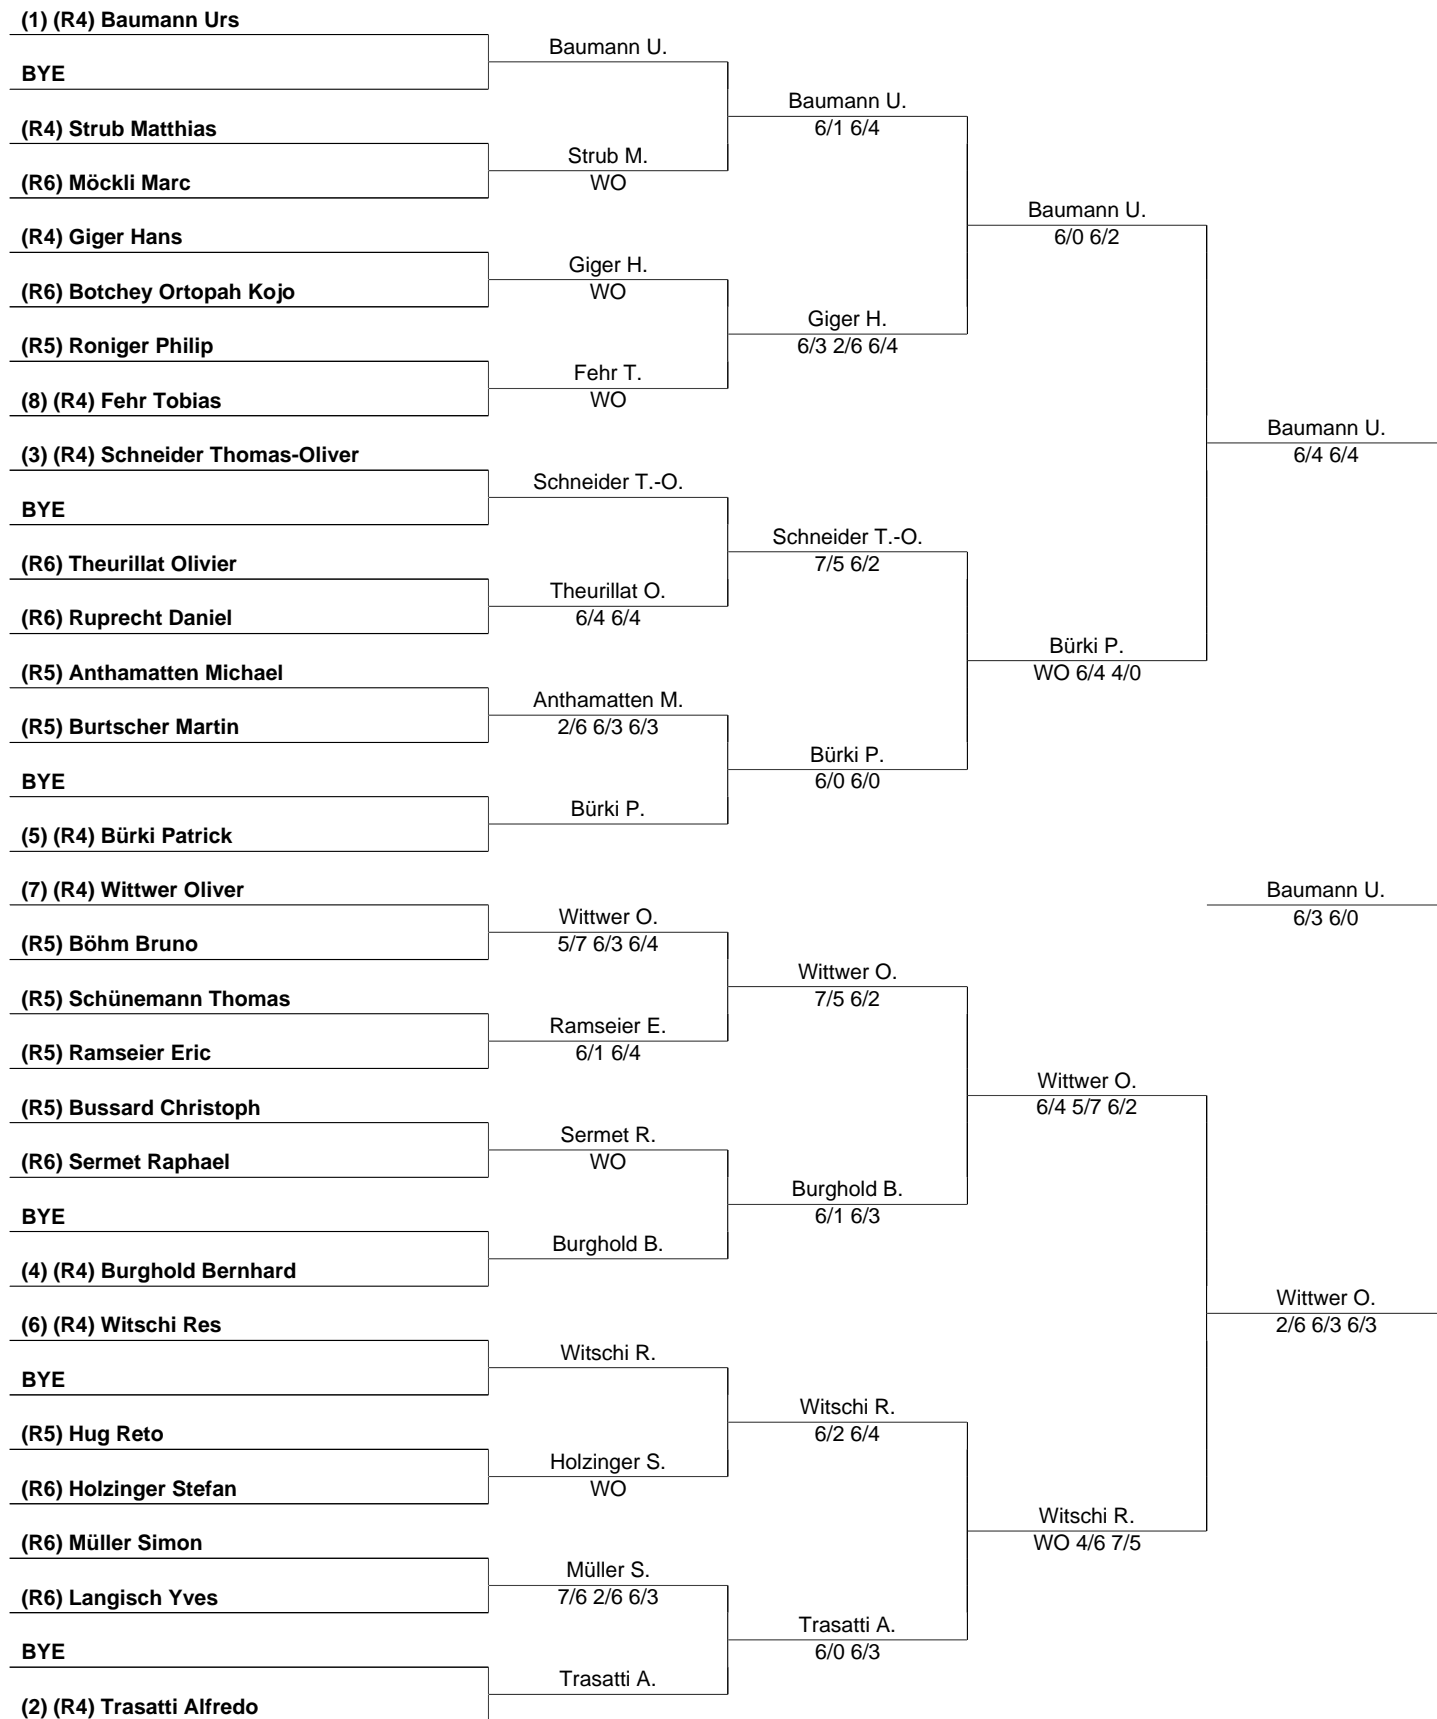 (1) (R4) Baumann Urs
BYE
(R4) Strub Matthias
(R6) Möckli Marc
(R4) Giger Hans
(R6) Botchey Ortopah Kojo
(R5) Roniger Philip
(8) (R4) Fehr Tobias
(3) (R4) Schneider Thomas-Oliver
BYE
(R6) Theurillat Olivier
(R6) Ruprecht Daniel
(R5) Anthamatten Michael
(R5) Burtscher Martin
BYE
(5) (R4) Bürki Patrick
(7) (R4) Wittwer Oliver
(R5) Böhm Bruno
(R5) Schünemann Thomas
(R5) Ramseier Eric
(R5) Bussard Christoph
(R6) Sermet Raphael
BYE
(4) (R4) Burghold Bernhard
(6) (R4) Witschi Res
BYE
(R5) Hug Reto
(R6) Holzinger Stefan
(R6) Müller Simon
(R6) Langisch Yves
BYE
(2) (R4) Trasatti Alfredo
Baumann U.
Strub M.
WO
Giger H.
WO
Fehr T.
WO
Schneider T.-O.
Theurillat O.
6/4 6/4
Anthamatten M.
2/6 6/3 6/3
Bürki P.
Wittwer O.
5/7 6/3 6/4
Ramseier E.
6/1 6/4
Sermet R.
WO
Burghold B.
Witschi R.
Holzinger S.
WO
Müller S.
7/6 2/6 6/3
Trasatti A.
Baumann U.
6/1 6/4
Giger H.
6/3 2/6 6/4
Schneider T.-O.
7/5 6/2
Bürki P.
6/0 6/0
Wittwer O.
7/5 6/2
Burghold B.
6/1 6/3
Witschi R.
6/2 6/4
Trasatti A.
6/0 6/3
Baumann U.
6/0 6/2
Bürki P.
WO 6/4 4/0
Wittwer O.
6/4 5/7 6/2
Witschi R.
WO 4/6 7/5
Baumann U.
6/4 6/4
Baumann U.
6/3 6/0
Wittwer O.
2/6 6/3 6/3